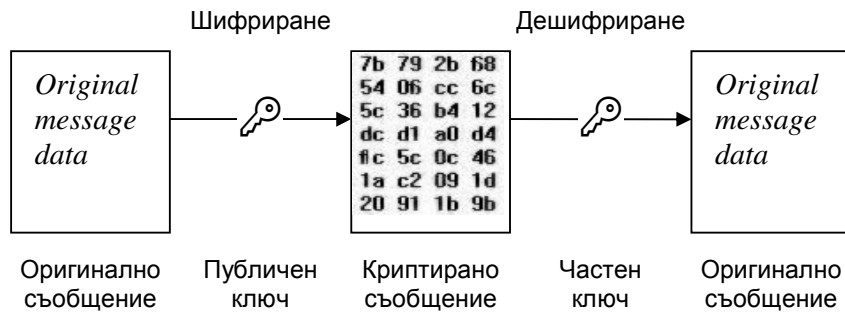 Шифриране
Дешифриране
Original
message
data
7b 79 2b 68
54 06 cc 6c
5c 36 b4 12
dc d1 a0 d4
fc 5c 0c 46
1a c2 09 1d
20 91 1b 9b
Original
message
data
Оригинално
съобщение
Публичен
ключ
Криптирано
съобщение
Частен
ключ
Оригинално
съобщение